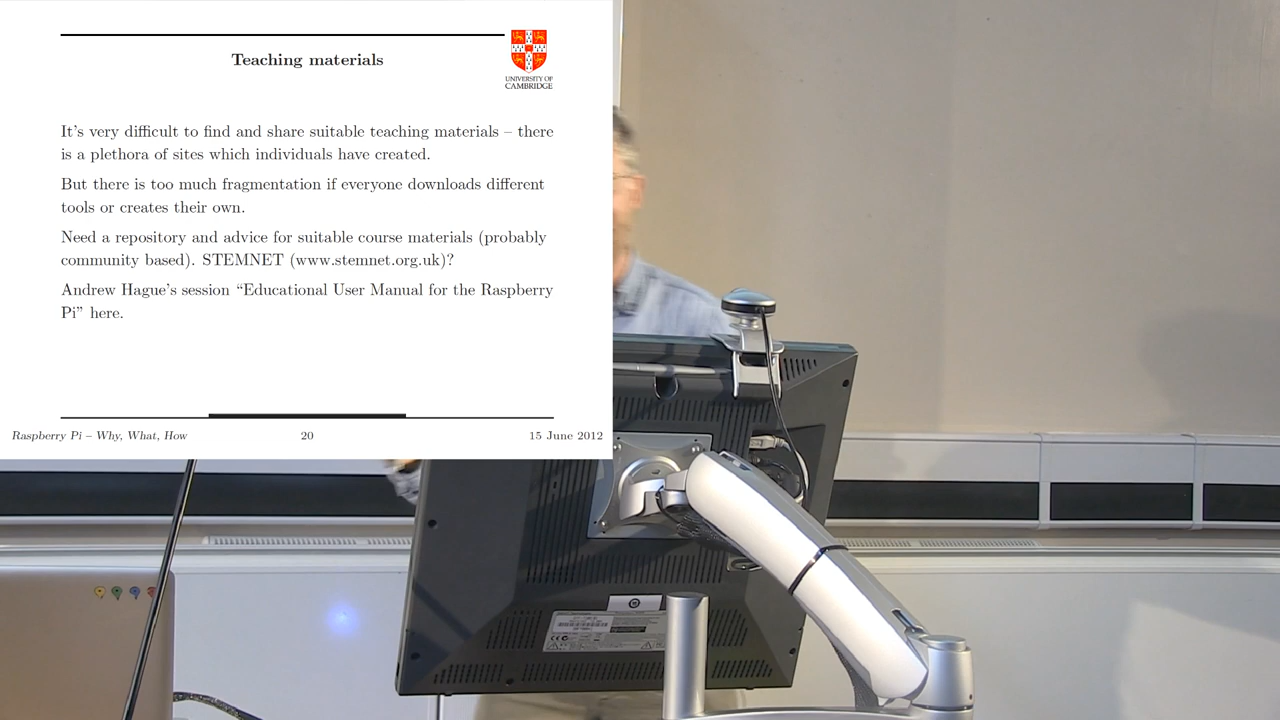 Teaching materials
UNIVERSITY OF
CAMBRIDGE
It's very difficult to find and share suitable teaching materials – there
is a plethora of sites which individuals have created.
But there is too much fragmentation if everyone downloads different
tools or creates their own.
Need a repository and advice for suitable course materials (probably
community based). STEMNET (www.stemnet.org.uk)?
Andrew Hague's session “Educational User Manual for the Raspberry
Pi” here.
Raspberry Pi – Why, What, How
20
15 June 2012